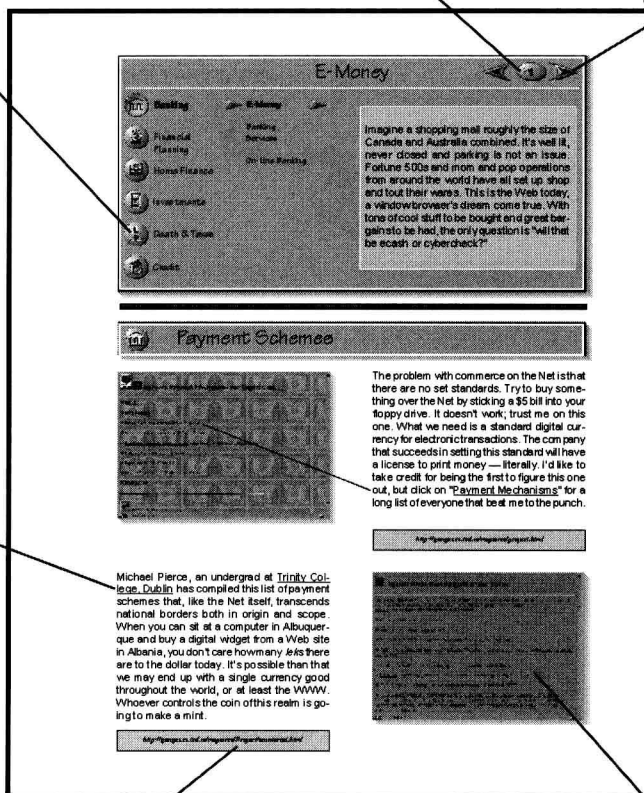 E-Money
1
Banking
Financial
Planning
Home Finance
Investments
Death & Taxes
Credit
E-Money
Banking
Services
On-line Banking
Imagine a shopping mall roughly the size of
Canada and Australia combined. It's well lit,
never closed and parking is not an issue.
Fortune 500s and mom and pop operations
from around the world have all set up shop
and tout their wares. This is the Web today,
a windowbrowser's dream come true. With
tons of cool stuff to be bought and great bar-
gains to be had, the only question is "will that
be ecash or cybercheck?"
Payment Schemes
The problem with commerce on the Net is that
there are no set standards. Try to buy some-
thing over the Net by sticking a $5 bill into your
floppy drive. It doesn't work; trust me on this
one. What we need is a standard digital cur-
rency for electronic transactions. The company
that succeeds in setting this standard will have
a license to print money — literally. I'd like to
take credit for being the first to figure this one
out, but click on "Payment Mechanisms" for a
long list of everyone that beat me to the punch.
Michael Pierce, an undergrad at Trinity Col-
lege, Dublin has compiled this list of payment
schemes that, like the Net itself, transcends
national borders both in origin and scope.
When you can sit at a computer in Albuquer-
que and buy a digital widget from a Web site
in Albania, you don't care how many leks there
are to the dollar today. It's possible than that
we may end up with a single currency good
throughout the world, or at least the WWW.
Whoever controls the coin of this realm is go-
ing to make a mint.